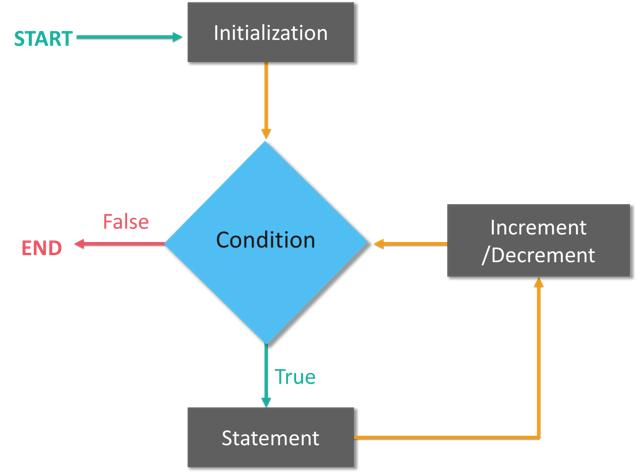 START
Initialization
False
END
Condition
Increment
/Decrement
True
Statement